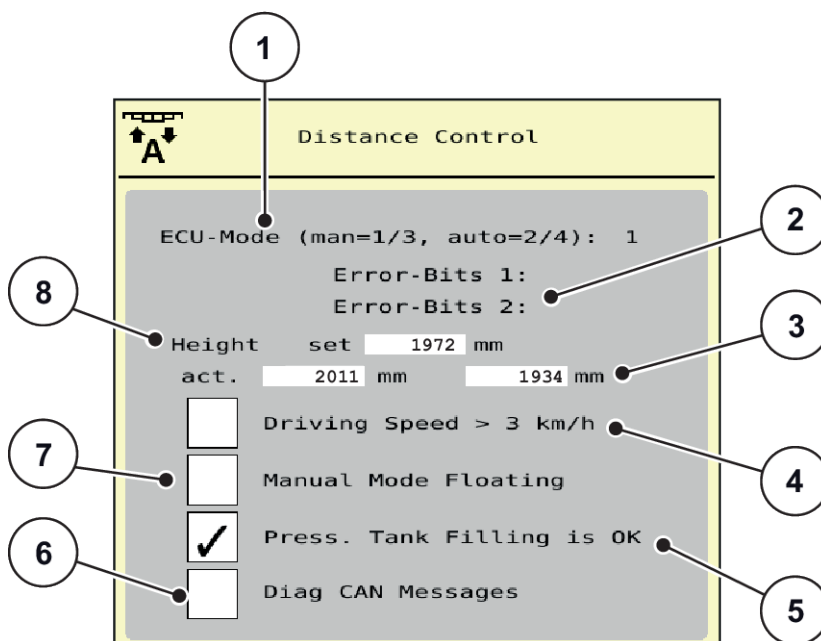 1
A
Distance Control
2
ECU-Mode (man=1/3, auto=2/4): 1
Error-Bits 1:
8
Error-Bits 2:
3
Height set 1972 mm
act. 2011 mm 1934 mm
Driving Speed > 3 km/h
7
Manual Mode Floating
4
Press. Tank Filling is OK
6
Diag CAN Messages
5